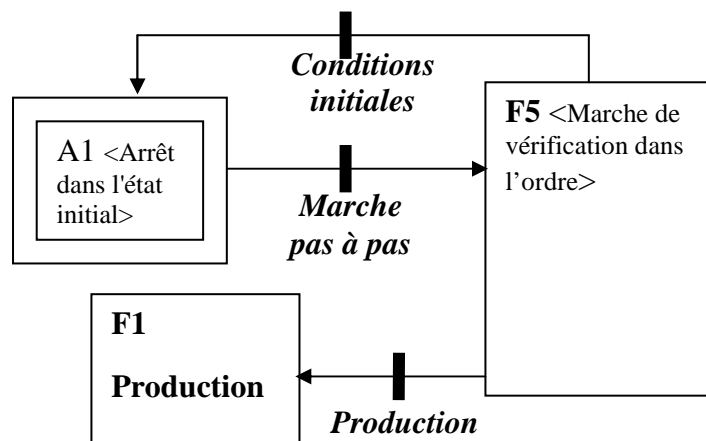 Conditions
initiales
A1 <Arrêt
dans l'état
initial>
Marche
pas à pas
F5 <Marche de
vérification dans
l’ordre>
F1
Production
Production